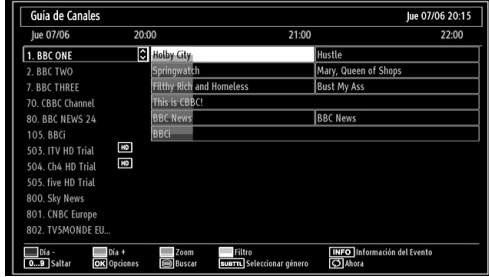 Guia de Canales Jue 07/06 20:15
Jue 07/06 20:00 21:00 22:00
1. BBC ONE Holby City Hustle
2. BBC TWO Springwatch Mary, Queen of Shops
7. BBC THREE Filthy Rich and Homeless Bust My Ass
70. CBBC Channel This is CBBC!
80. BBC NEWS 24 BBC News BBC News
105. BBCi BBCi
503. ITV HD Trial HD
504. Ch4 HD Trial HD
505. five HD Trial
800. Sky News
801. CNBC Europe
802. TV5MONDE EU...
Día - Día + Zoom Filtro INFO Información del Evento
0...9 Saltar OK Opciones Buscar SUBTTL Seleccionar género Ahora